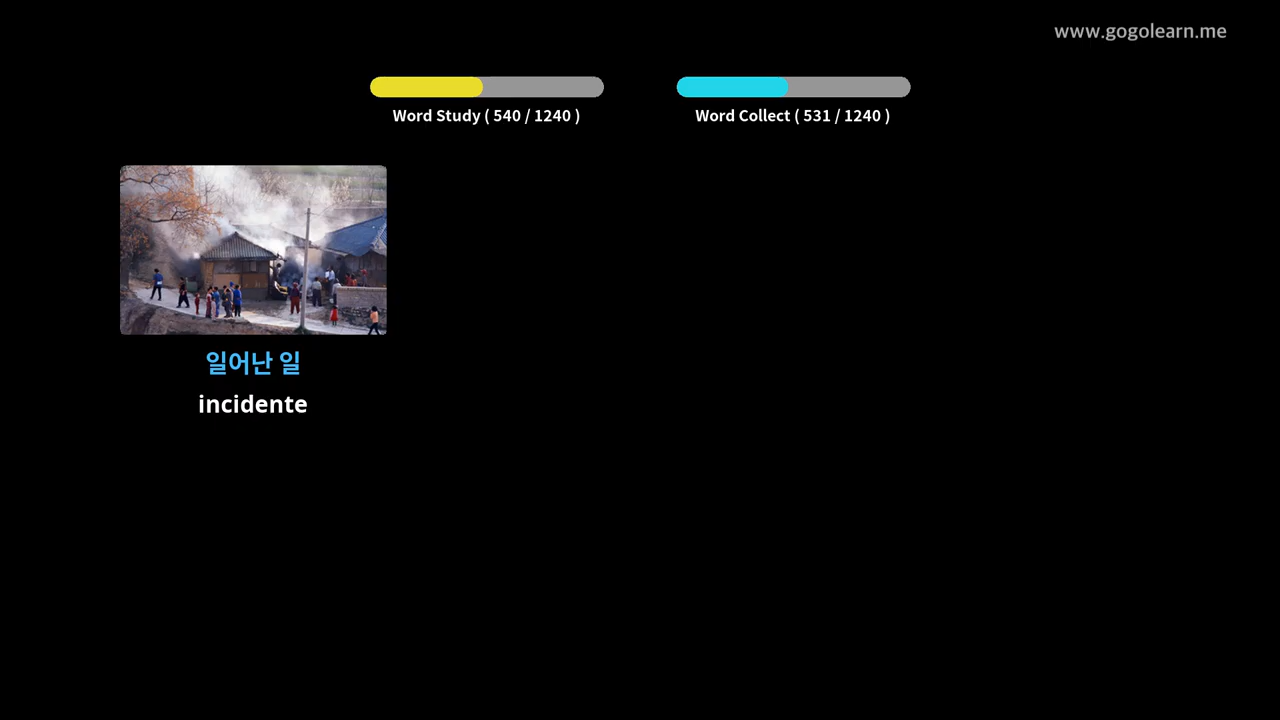 www.gogolearn.me
Word Study ( 540 / 1240 )
Word Collect ( 531 / 1240 )
일어난 일
incidente